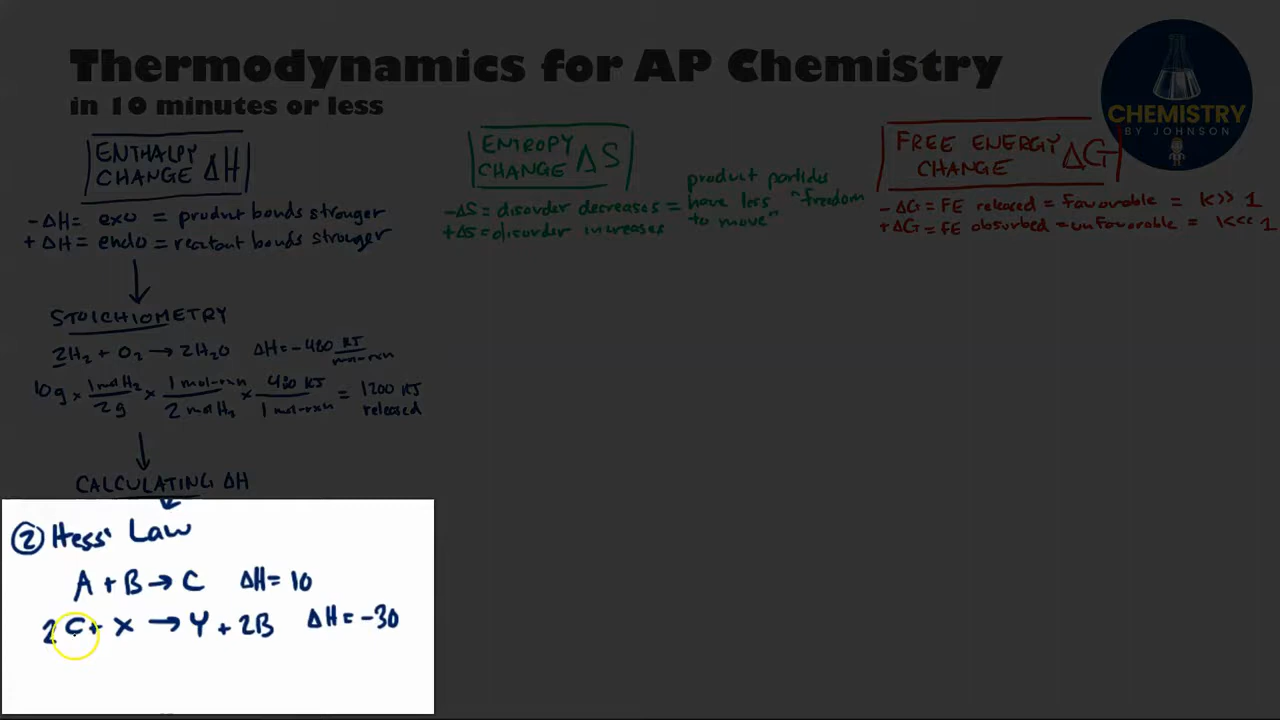 Thermodynamics for AP Chemistry
in 10 minutes or less
CHEMISTRY
BY JOHNSON
ENTHALPY
CHANGE ΔH
-ΔH = exo = product bonds stronger
+ΔH = endo = reactant bonds stronger
STOICHIOMETRY
2H₂ + O₂ → 2H₂O ΔH = -480 KJ/mol-rxn
10g × 1 mol H₂/2g × 1 mol-rxn/2 mol H₂ × 480 KJ/1 mol-rxn = 1200 KJ released
CALCULATING ΔH
② Hess' Law
A + B → C ΔH = 10
2C + X → Y + 2B ΔH = -30
ENTROPY
CHANGE ΔS
-ΔS = disorder decreases = product particles have less "freedom to move"
+ΔS = disorder increases
FREE ENERGY
CHANGE ΔG
-ΔG = FE released = favorable = K >> 1
+ΔG = FE absorbed = unfavorable = K << 1